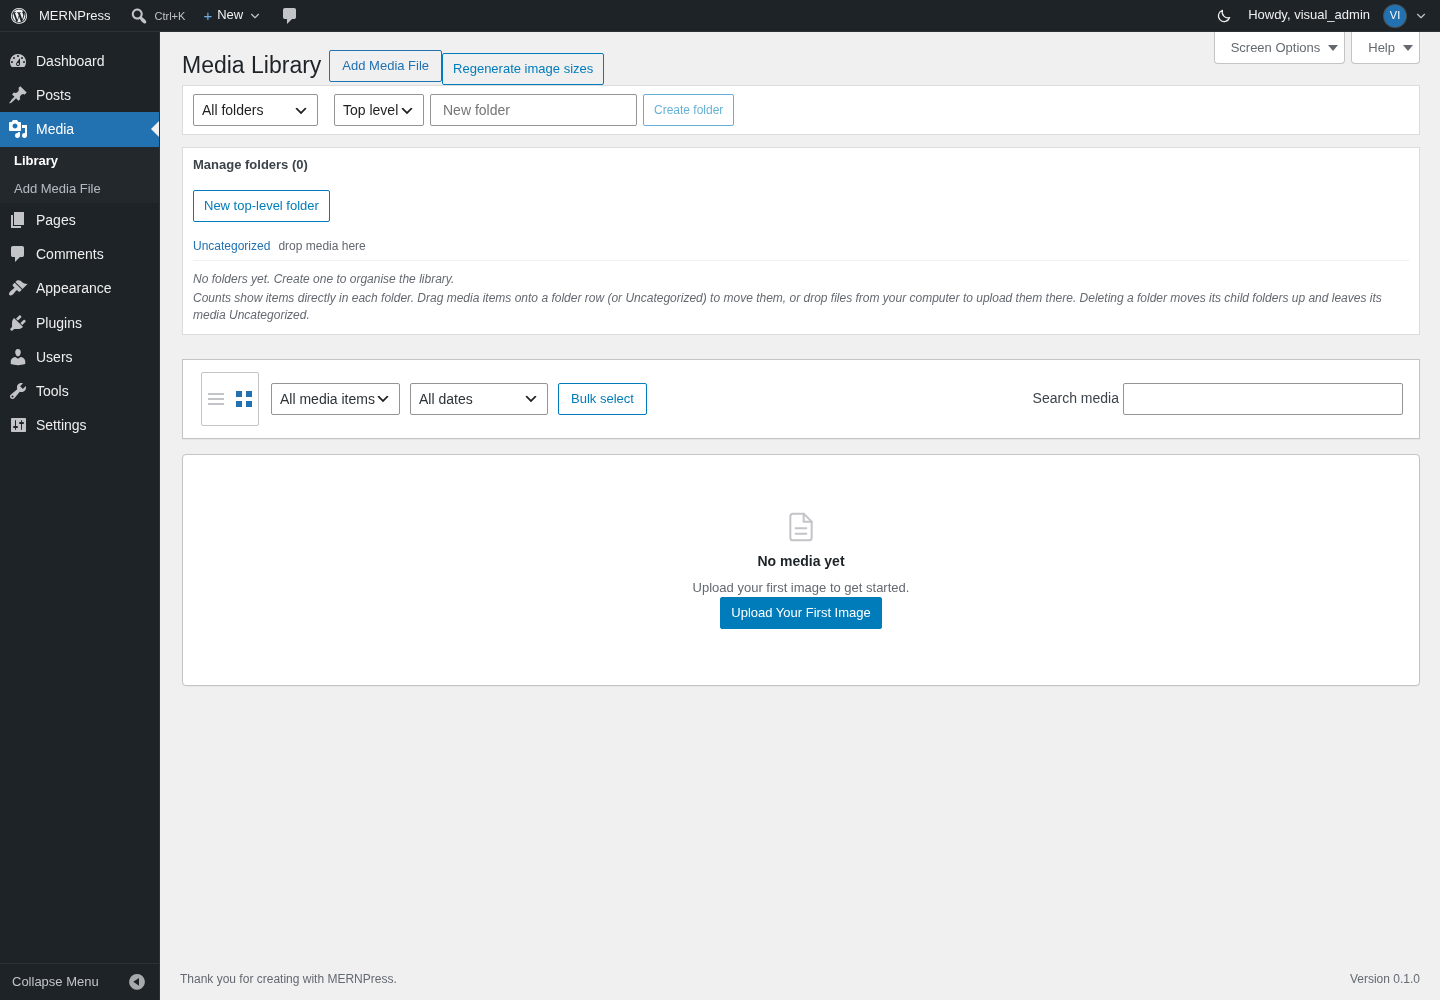 MERNPress Ctrl+K + New Howdy, visual_admin VI
Screen Options Help
Dashboard
Posts
Media
Library
Add Media File
Pages
Comments
Appearance
Plugins
Users
Tools
Settings
Collapse Menu
Media Library Add Media File Regenerate image sizes
All folders Top level New folder Create folder
Manage folders (0)
New top-level folder
Uncategorized drop media here
No folders yet. Create one to organise the library.
Counts show items directly in each folder. Drag media items onto a folder row (or Uncategorized) to move them, or drop files from your computer to upload them there. Deleting a folder moves its child folders up and leaves its
media Uncategorized.
All media items All dates Bulk select Search media
No media yet
Upload your first image to get started.
Upload Your First Image
Thank you for creating with MERNPress. Version 0.1.0